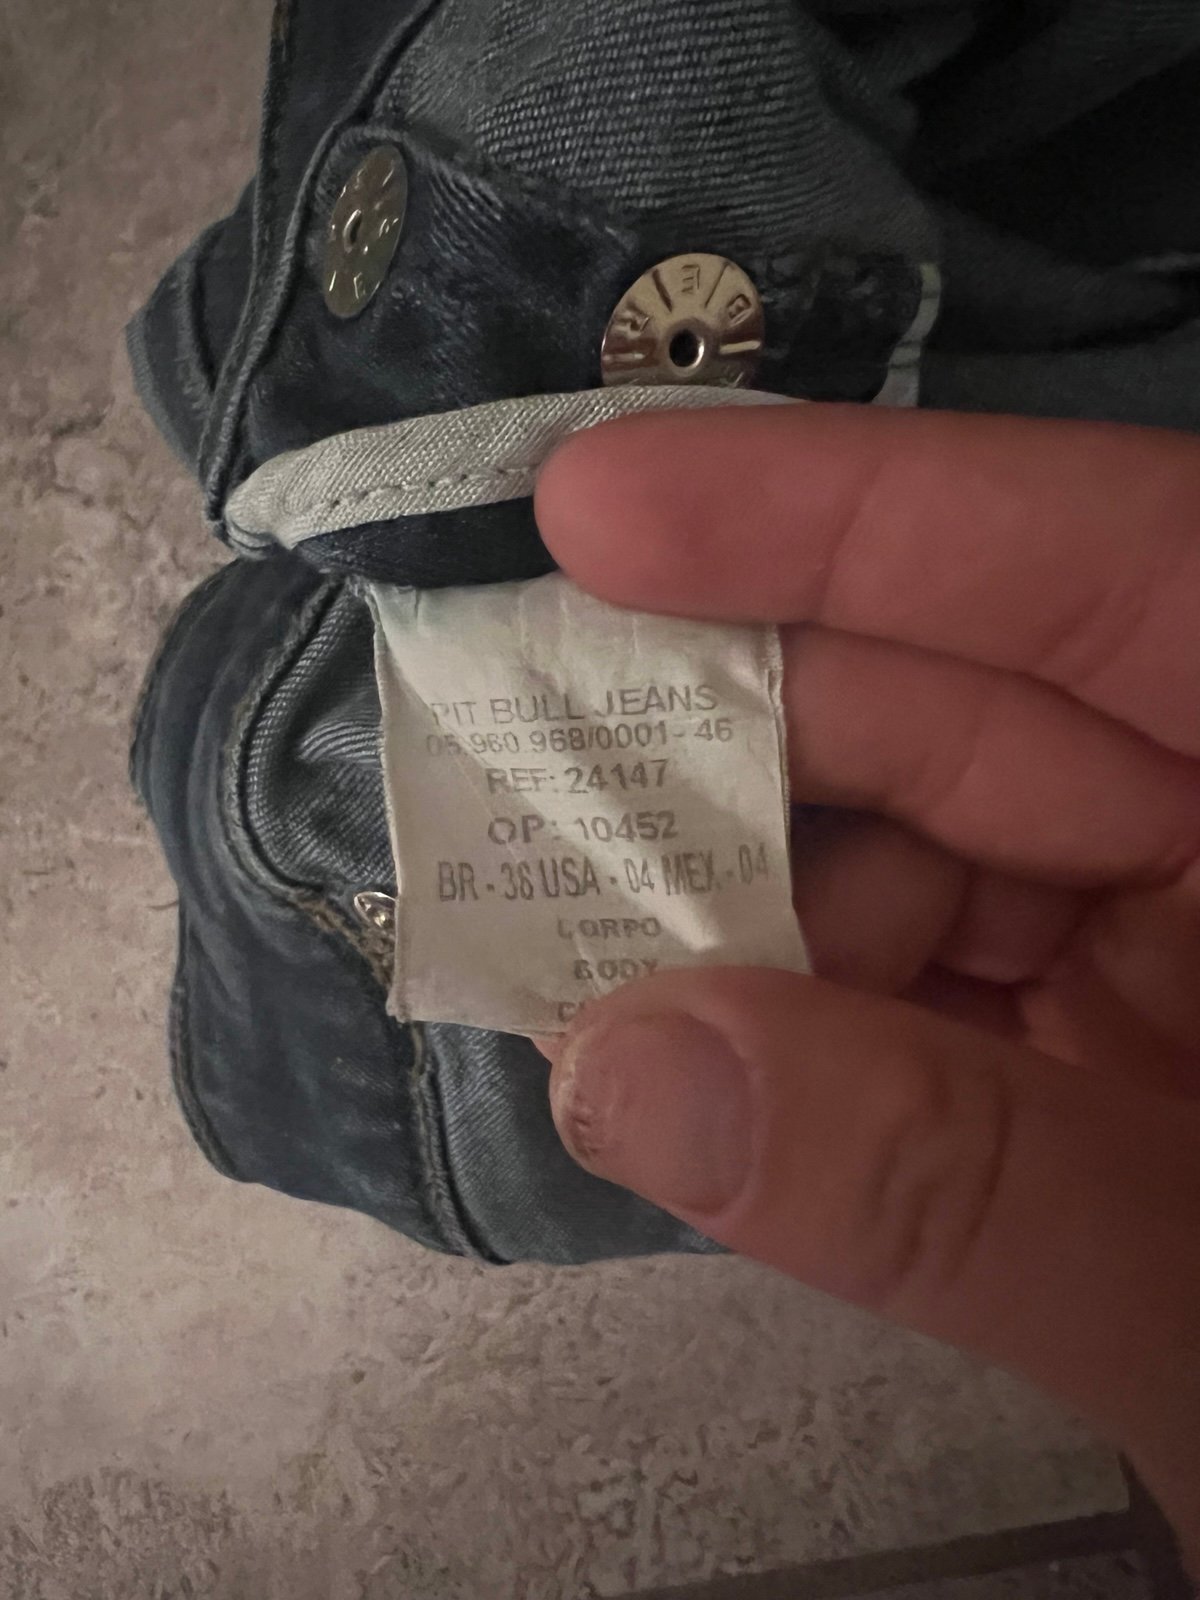 PIT BULL JEANS
05.960.968/0001-46
REF: 24147
OP: 10452
BR - 38 USA - 04 MEX - 04
CORPO
BODY